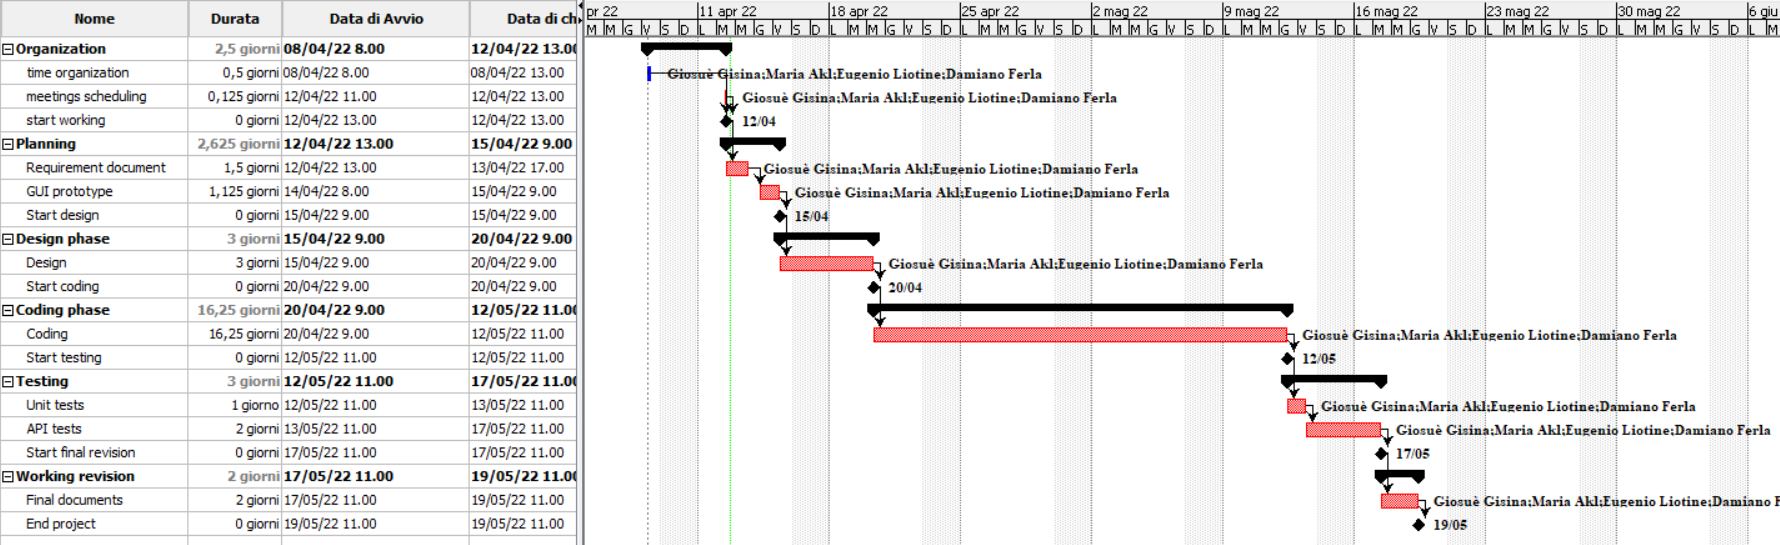 Nome Durata Data di Avvio Data di ch pr 22 11 apr 22 18 apr 22 25 apr 22 2 mag 22 9 mag 22 16 mag 22 23 mag 22 30 mag 22 6 giu
M M G V S D L M M G V S D L M M G V S D L M M G V S D L M M G V S D L M M G V S D L M M G V S D L M M G V S D L M M G V S D L M
Organization 2,5 giorni 08/04/22 8.00 12/04/22 13.00
time organization 0,5 giorni 08/04/22 8.00 08/04/22 13.00 Giosuè Gisina;Maria Akl;Eugenio Liotine;Damiano Ferla
meetings scheduling 0,125 giorni 12/04/22 11.00 12/04/22 13.00 Giosuè Gisina;Maria Akl;Eugenio Liotine;Damiano Ferla
start working 0 giorni 12/04/22 13.00 12/04/22 13.00 12/04
Planning 2,625 giorni 12/04/22 13.00 15/04/22 9.00
Requirement document 1,5 giorni 12/04/22 13.00 13/04/22 17.00 Giosuè Gisina;Maria Akl;Eugenio Liotine;Damiano Ferla
GUI prototype 1,125 giorni 14/04/22 8.00 15/04/22 9.00 Giosuè Gisina;Maria Akl;Eugenio Liotine;Damiano Ferla
Start design 0 giorni 15/04/22 9.00 15/04/22 9.00 15/04
Design phase 3 giorni 15/04/22 9.00 20/04/22 9.00
Design 3 giorni 15/04/22 9.00 20/04/22 9.00 Giosuè Gisina;Maria Akl;Eugenio Liotine;Damiano Ferla
Start coding 0 giorni 20/04/22 9.00 20/04/22 9.00 20/04
Coding phase 16,25 giorni 20/04/22 9.00 12/05/22 11.00
Coding 16,25 giorni 20/04/22 9.00 12/05/22 11.00 Giosuè Gisina;Maria Akl;Eugenio Liotine;Damiano Ferla
Start testing 0 giorni 12/05/22 11.00 12/05/22 11.00 12/05
Testing 3 giorni 12/05/22 11.00 17/05/22 11.00
Unit tests 1 giorno 12/05/22 11.00 13/05/22 11.00 Giosuè Gisina;Maria Akl;Eugenio Liotine;Damiano Ferla
API tests 2 giorni 13/05/22 11.00 17/05/22 11.00 Giosuè Gisina;Maria Akl;Eugenio Liotine;Damiano Ferla
Start final revision 0 giorni 17/05/22 11.00 17/05/22 11.00 17/05
Working revision 2 giorni 17/05/22 11.00 19/05/22 11.00
Final documents 2 giorni 17/05/22 11.00 19/05/22 11.00 Giosuè Gisina;Maria Akl;Eugenio Liotine;Damiano F
End project 0 giorni 19/05/22 11.00 19/05/22 11.00 19/05